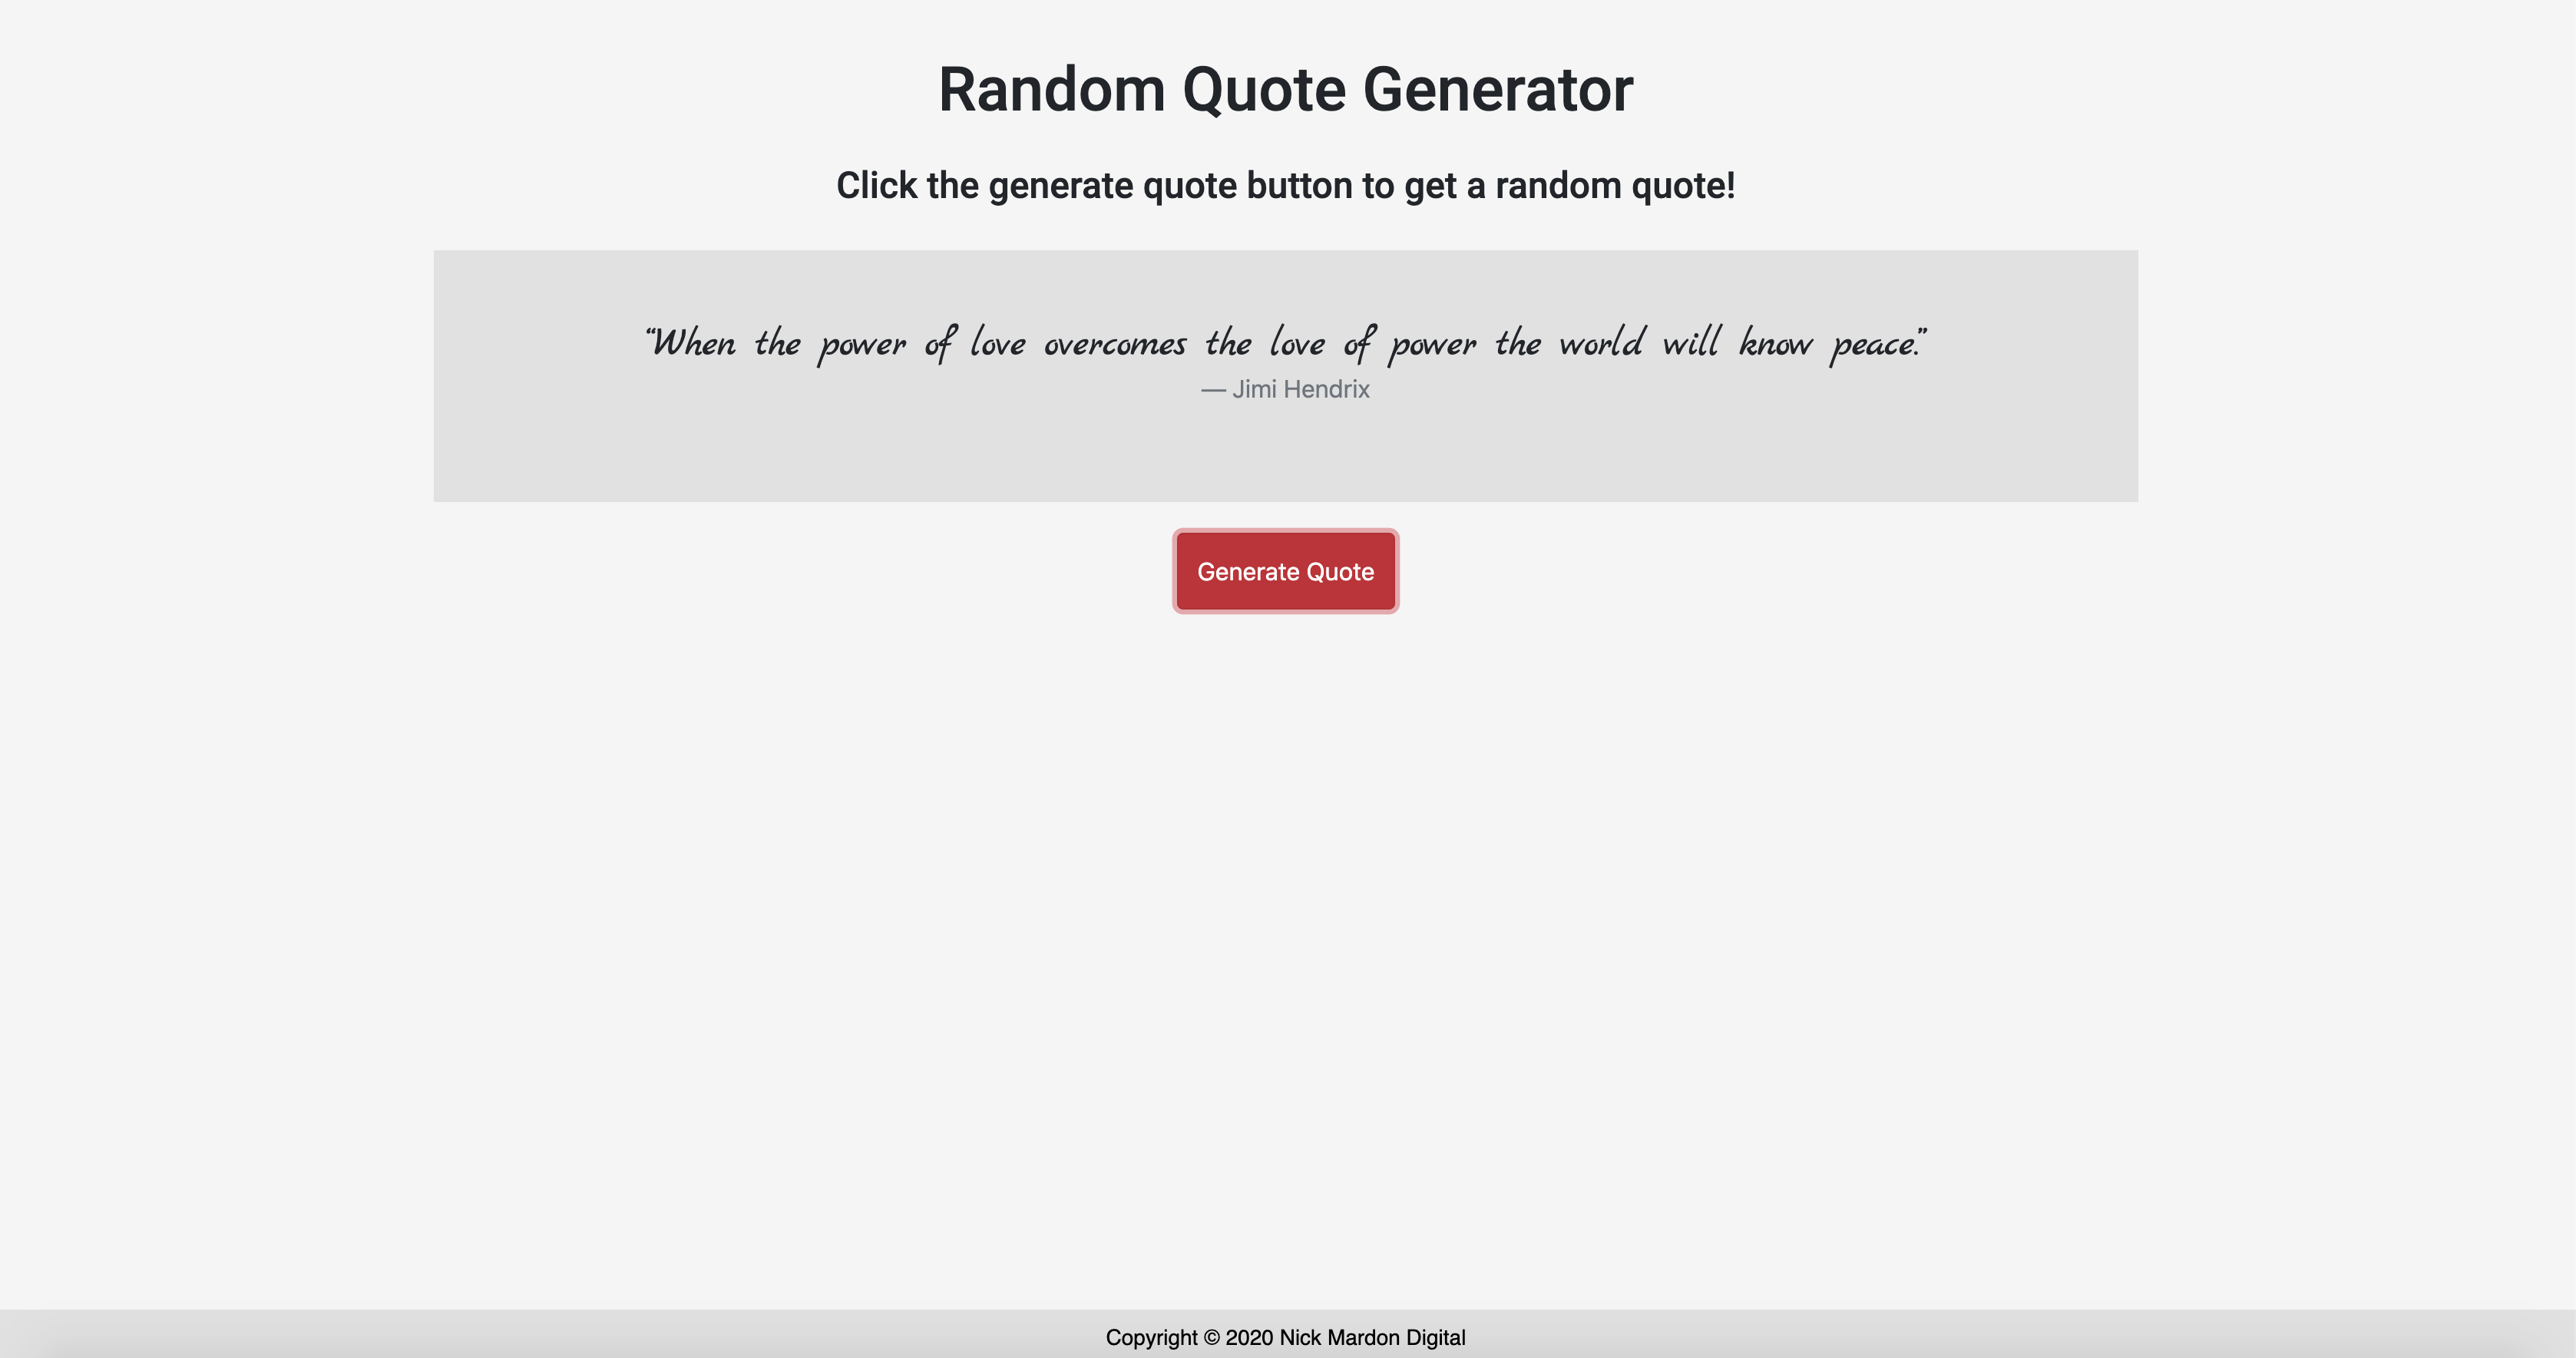 Random Quote Generator
Click the generate quote button to get a random quote!
“When the power of love overcomes the love of power the world will know peace.”
— Jimi Hendrix
Generate Quote
Copyright © 2020 Nick Mardon Digital